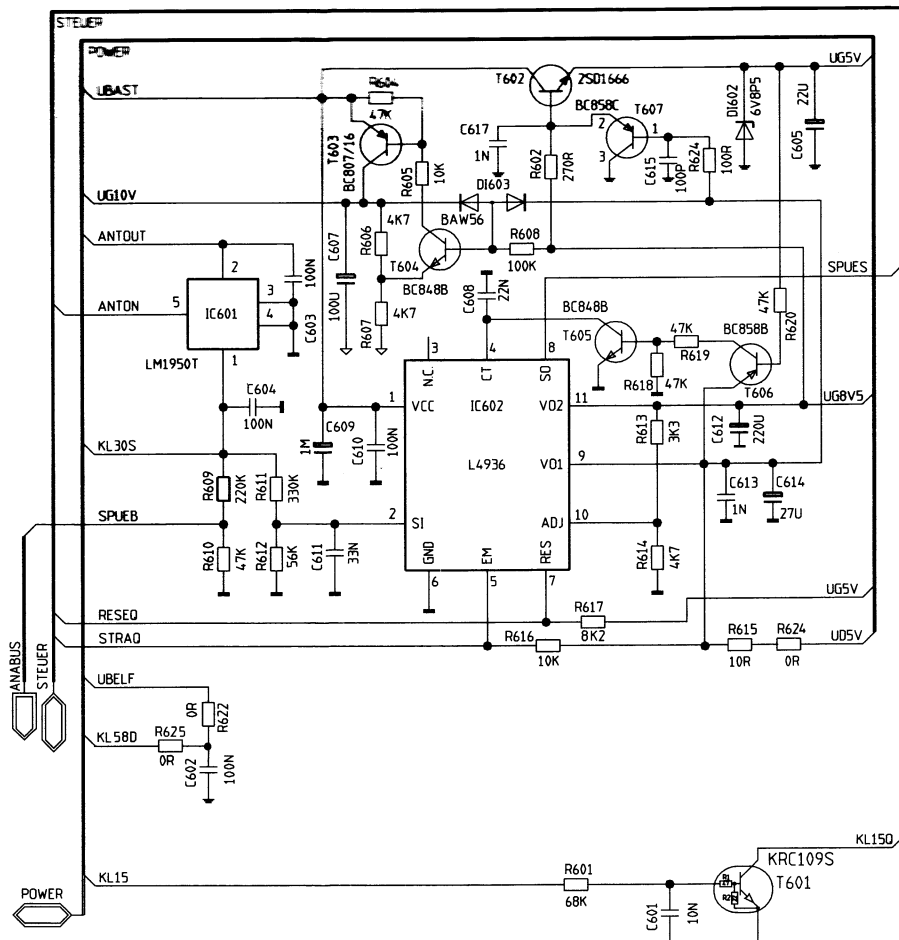 STEUER
POWER
UBAST
R604
47K
T602
2SD1666
UG5V
T603
BC807/16
C617
1N
BC858C
T607
2
1
3
C615
100P
R624
100R
DI602
6V8P5
22U
C605
R605
10K
R602
270R
UG10V
DI603
BAW56
C607
100U
R606
4K7
T604
BC848B
R608
100K
R607
4K7
ANTOUT
2
100N
C603
3
4
5
ANTON
IC601
1
LM1950T
C608
22N
SPUES
BC848B
T605
47K
R619
BC858B
T606
R618
47K
47K
R620
3
N.C.
4
CT
8
SD
C604
100N
1
VCC
IC602
11
VO2
UG8V5
C609
1M
C610
100N
R613
3K3
C612
220U
KL30S
L4936
9
VO1
R609
220K
R611
330K
C613
1N
C614
27U
SPUEB
2
SI
10
ADJ
R610
47K
R612
56K
C611
33N
GND
6
EM
5
RES
7
R614
4K7
UG5V
RESEQ
R617
8K2
STRAQ
R616
10K
R615
10R
R624
0R
UD5V
ANABUS
STEUER
UBELF
0R
R622
KL58D
R625
0R
C602
100N
KL15Q
KRC109S
T601
R1
R2
KL15
R601
68K
C601
10N
POWER